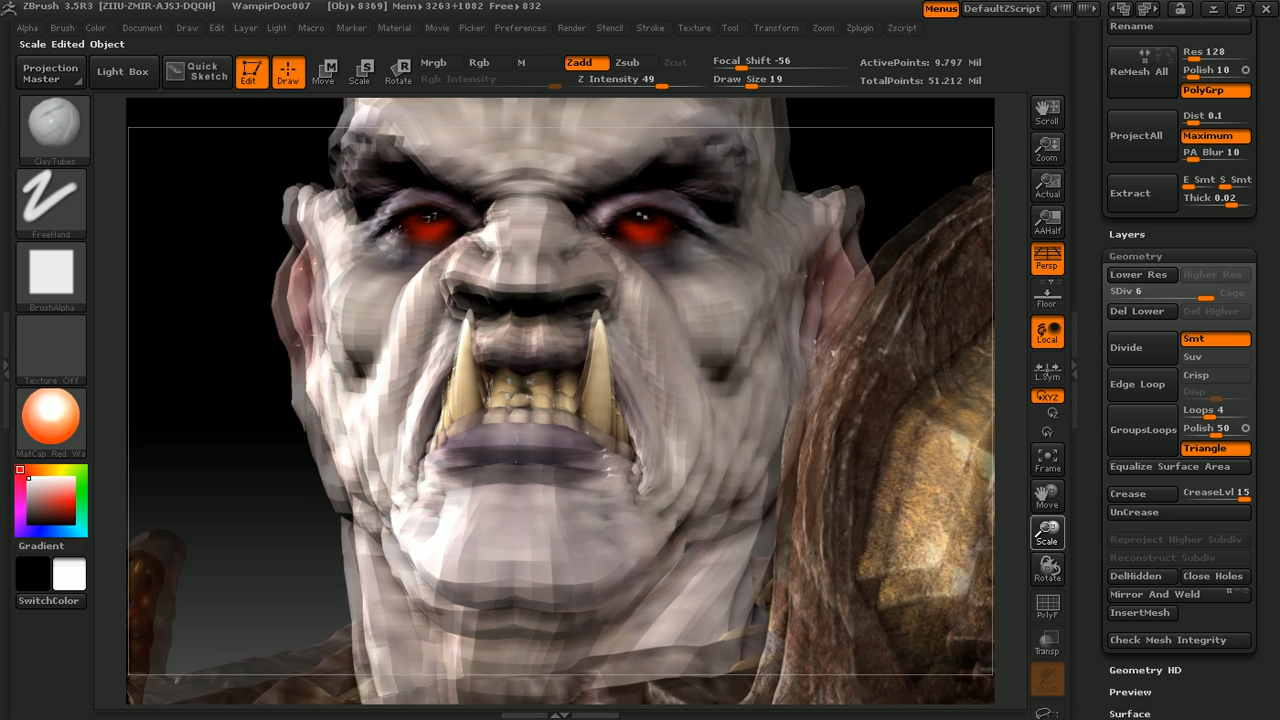 ZBrush 3.5R3 [ZIIU-ZMIR-AJSJ-DQOH] WampirDoc007 [Obj▸8369] Mem▸3263+1082 Free▸832 Menus DefaultZScript
Alpha Brush Color Document Draw Edit Layer Light Macro Marker Material Movie Picker Preferences Render Stencil Stroke Texture Tool Transform Zoom Zplugin Zscript
Scale Edited Object
Projection Master
Light Box
Quick Sketch
Edit
Draw
Move
Scale
Rotate
Mrgb Rgb M Zadd Zsub Zcut
Rgb Intensity Z Intensity 49
Focal Shift -56
Draw Size 19
ActivePoints: 9.797 Mil
TotalPoints: 51.212 Mil
ClayTubes
FreeHand
BrushAlpha
Texture Off
MatCap Red Wa
Gradient
SwitchColor
Scroll
Zoom
Actual
AAHalf
Persp
Floor
Local
L.Sym
XYZ
Frame
Move
Scale
Rotate
PolyF
Transp
Ghost
Rename
ReMesh All
Res 128
Polish 10
PolyGrp
ProjectAll
Dist 0.1
Maximum
PA Blur 10
Extract
E Smt S Smt
Thick 0.02
Layers
Geometry
Lower Res Higher Res
SDiv 6 Cage
Del Lower Del Higher
Divide
Smt
Suv
Edge Loop
Crisp
Disp
GroupsLoops
Loops 4
Polish 50
Triangle
Equalize Surface Area
Crease CreaseLvl 15
UnCrease
Reproject Higher Subdiv
Reconstruct Subdiv
DelHidden Close Holes
Mirror And Weld
InsertMesh
Check Mesh Integrity
Geometry HD
Preview
Surface